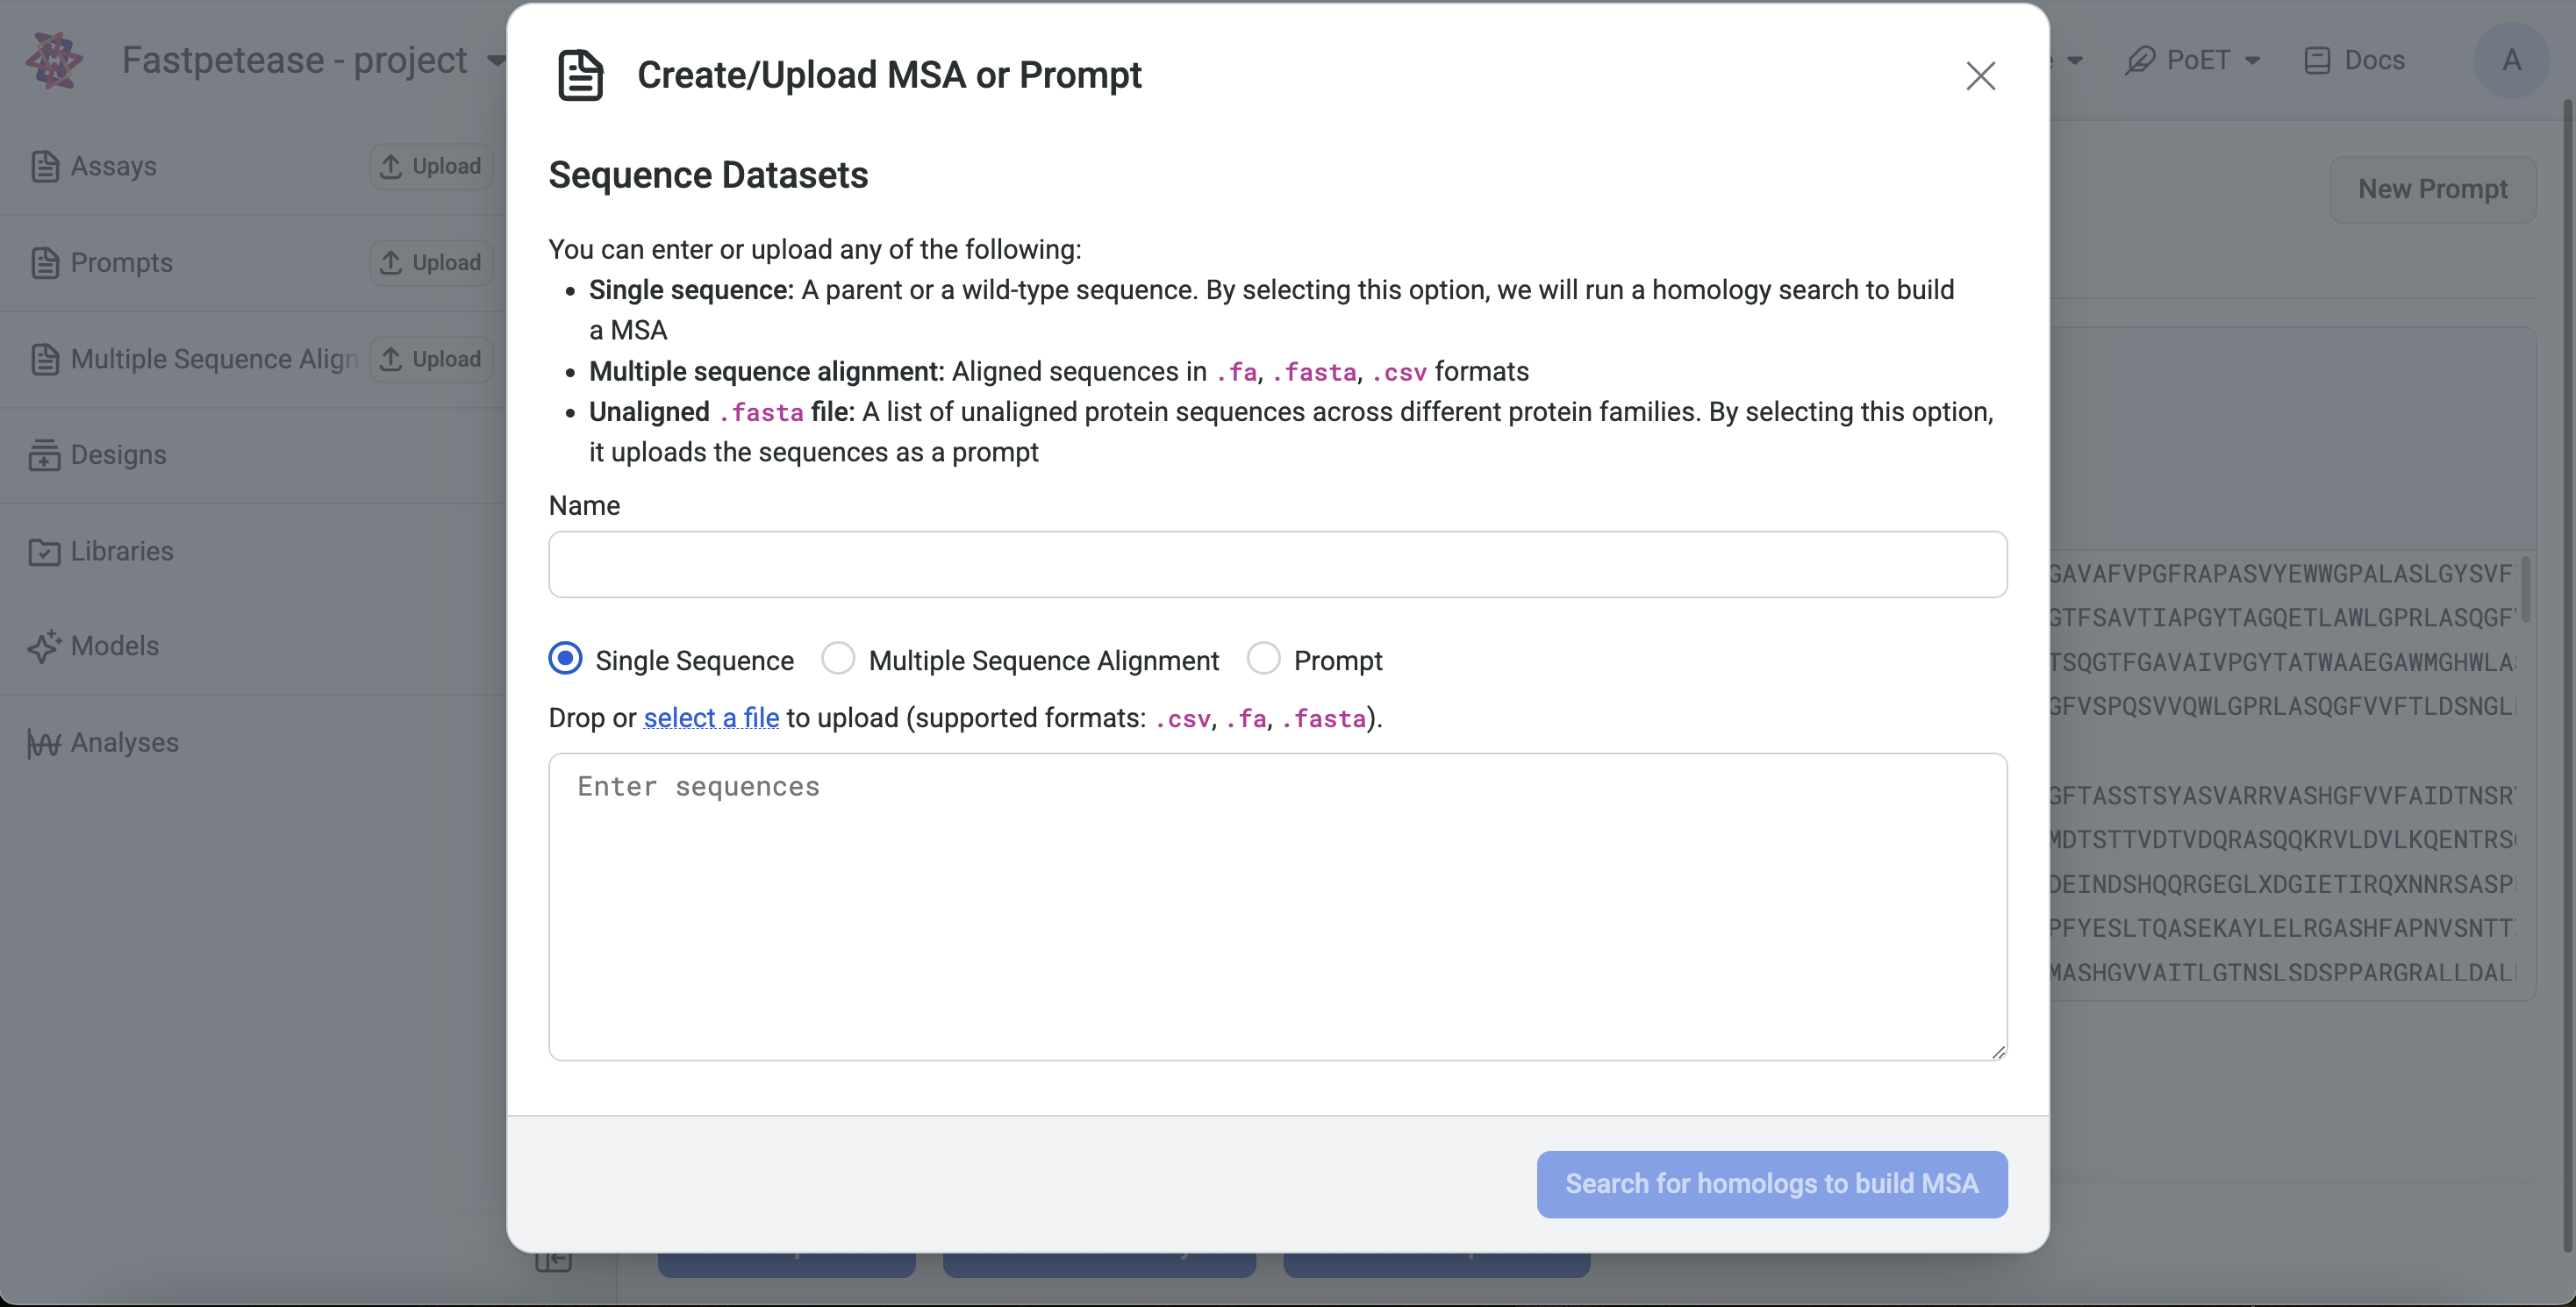 Fastpetease - project
PoET
Docs
A
Assays
Upload
Prompts
Upload
Multiple Sequence Align
Upload
Designs
Libraries
Models
Analyses
New Prompt
Create/Upload MSA or Prompt
Sequence Datasets
You can enter or upload any of the following:
Single sequence: A parent or a wild-type sequence. By selecting this option, we will run a homology search to build
a MSA
Multiple sequence alignment: Aligned sequences in .fa, .fasta, .csv formats
Unaligned .fasta file: A list of unaligned protein sequences across different protein families. By selecting this option,
it uploads the sequences as a prompt
Name
Single Sequence
Multiple Sequence Alignment
Prompt
Drop or select a file to upload (supported formats: .csv, .fa, .fasta).
Enter sequences
Search for homologs to build MSA
GAVAFVPGFRAPASVYEWWGPALASLGYSVF
GTFSAVTIAPGYTAGQETLAWLGPRLASQGF
TSQGTFGAVAIVPGYTATWAAEGAWMGHWLA
GFVSPQSVVQWLGPRLASQGFVVFTLDSNGL
GFTASSTSYASVARRVASHGFVVFAIDTNSR
MDTSTTVDTVDQRASQQKRVLDVLKQENTRS
DEINDSHQQRGEGLXDGIETIRQXNNRSASP
PFYESLTQASEKAYLELRGASHFAPNVSNTT
MASHGVVAITLGTNSLSDSPPARGRALLDAL